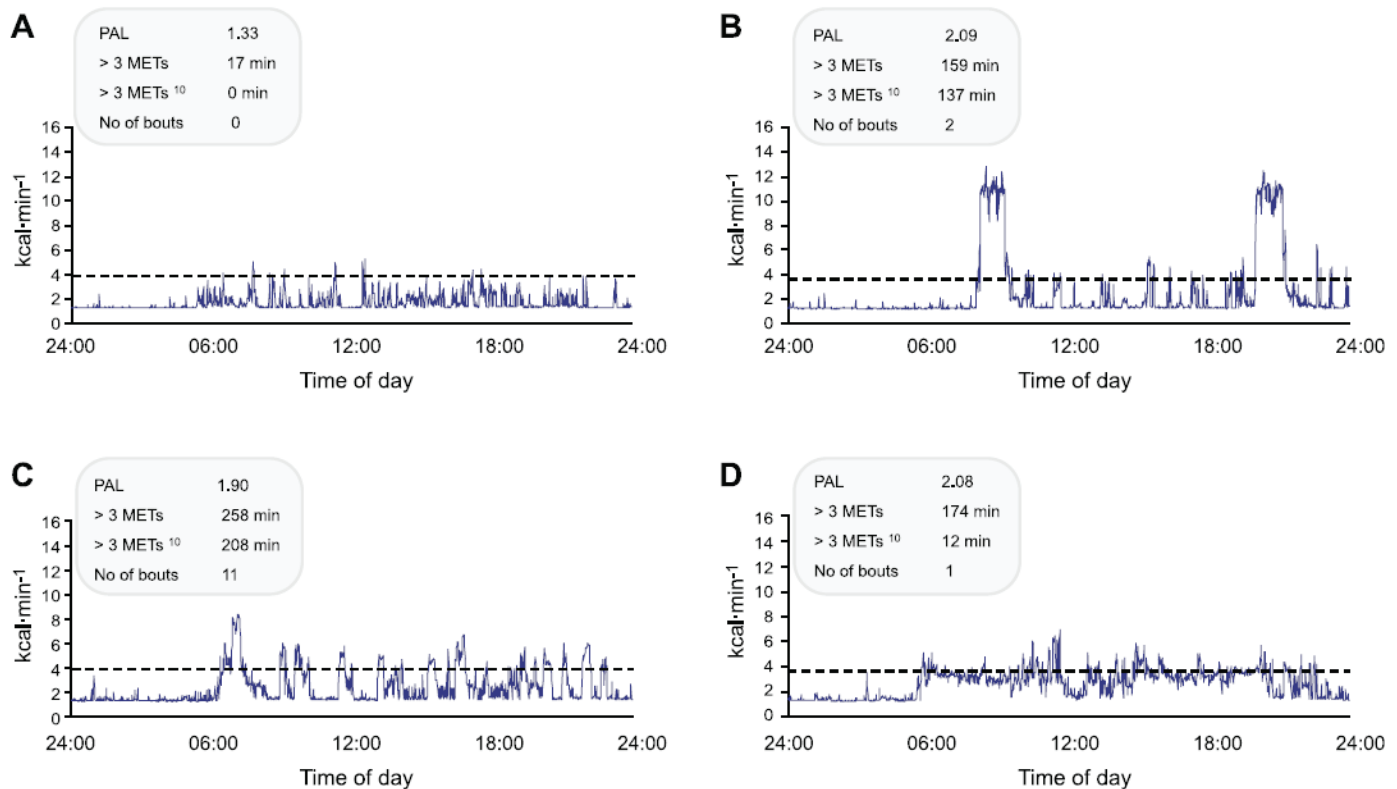 A
PAL 1.33
> 3 METs 17 min
> 3 METs ¹⁰ 0 min
No of bouts 0
16
14
12
10
8
6
4
2
0
kcal·min⁻¹
24:00 06:00 12:00 18:00 24:00
Time of day
B
PAL 2.09
> 3 METs 159 min
> 3 METs ¹⁰ 137 min
No of bouts 2
16
14
12
10
8
6
4
2
0
kcal·min⁻¹
24:00 06:00 12:00 18:00 24:00
Time of day
C
PAL 1.90
> 3 METs 258 min
> 3 METs ¹⁰ 208 min
No of bouts 11
16
14
12
10
8
6
4
2
0
kcal·min⁻¹
24:00 06:00 12:00 18:00 24:00
Time of day
D
PAL 2.08
> 3 METs 174 min
> 3 METs ¹⁰ 12 min
No of bouts 1
16
14
12
10
8
6
4
2
0
kcal·min⁻¹
24:00 06:00 12:00 18:00 24:00
Time of day